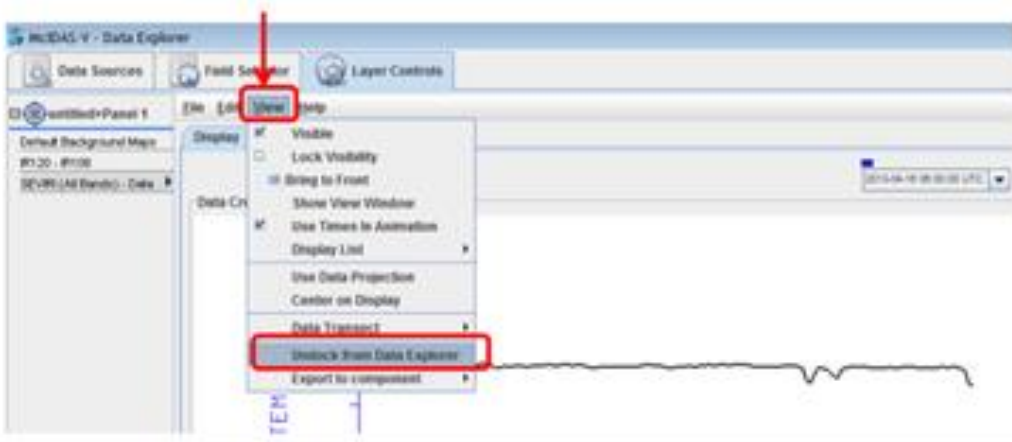 McIDAS-V - Data Explorer
Data Sources
Field Selector
Layer Controls
untitled>Panel 1
File Edit View Help
Default Background Maps
SEVIRI (All Bands) - Data
Display
Visible
Lock Visibility
Bring to Front
Show View Window
Use Times In Animation
Display List
Use Data Projection
Center on Display
Data Transect
Undock from Data Explorer
Export to component
Data
TEM